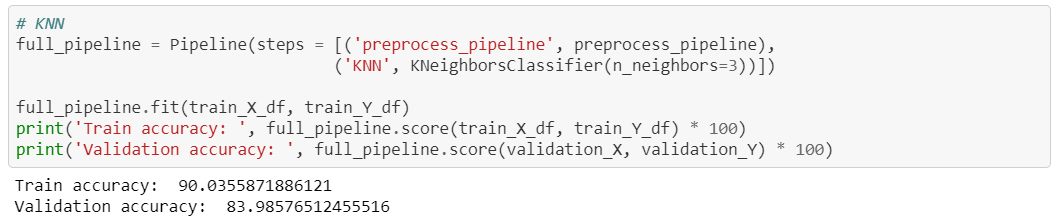 # KNN
full_pipeline = Pipeline(steps = [('preprocess_pipeline', preprocess_pipeline),
('KNN', KNeighborsClassifier(n_neighbors=3))])
full_pipeline.fit(train_X_df, train_Y_df)
print('Train accuracy: ', full_pipeline.score(train_X_df, train_Y_df) * 100)
print('Validation accuracy: ', full_pipeline.score(validation_X, validation_Y) * 100)
Train accuracy:  90.0355871886121
Validation accuracy:  83.98576512455516